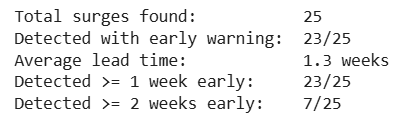 Total surges found: 25
Detected with early warning: 23/25
Average lead time: 1.3 weeks
Detected >= 1 week early: 23/25
Detected >= 2 weeks early: 7/25